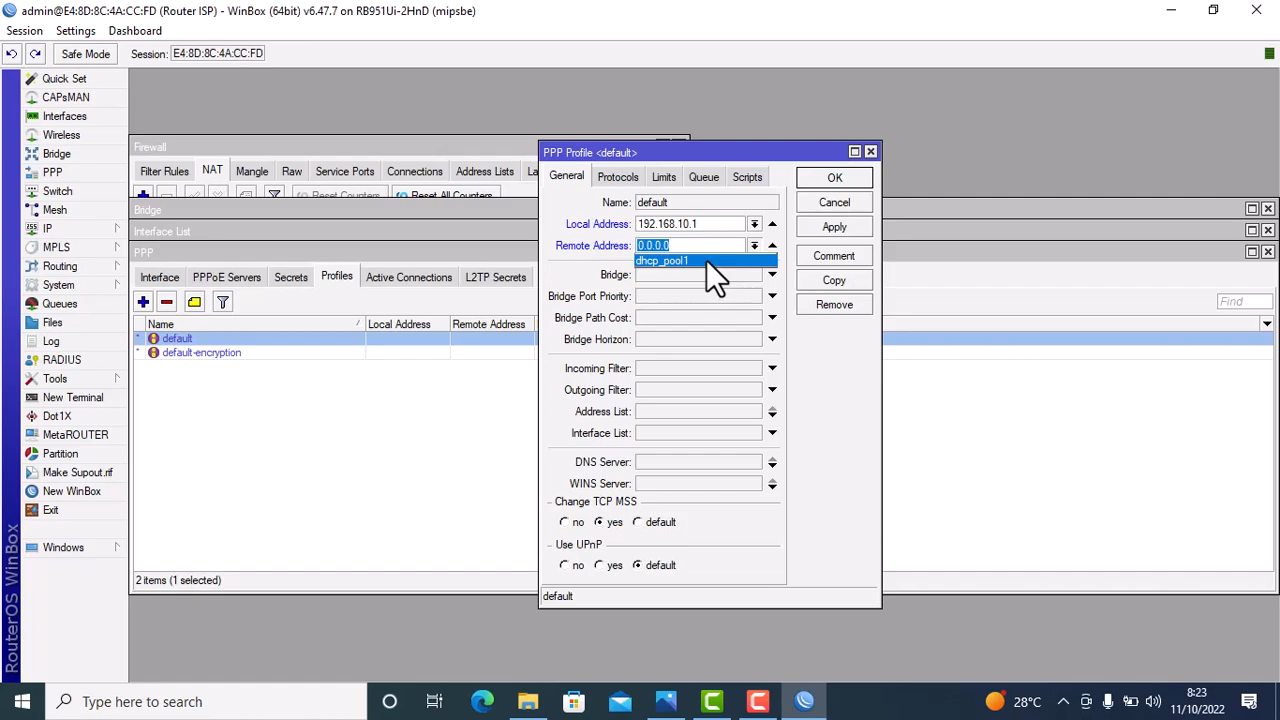 admin@E4:8D:8C:4A:CC:FD (Router ISP) - WinBox (64bit) v6.47.7 on RB951Ui-2HnD (mipsbe)
Session Settings Dashboard
Safe Mode Session: E4:8D:8C:4A:CC:FD
Quick Set
CAPsMAN
Interfaces
Wireless
Bridge
PPP
Switch
Mesh
IP
MPLS
Routing
System
Queues
Files
Log
RADIUS
Tools
New Terminal
Dot1X
MetaROUTER
Partition
Make Supout.rif
New WinBox
Exit
Windows
RouterOS WinBox
Firewall
Filter Rules NAT Mangle Raw Service Ports Connections Address Lists
Reset Counters Reset All Counters
Bridge
Interface List
PPP
Interface PPPoE Servers Secrets Profiles Active Connections L2TP Secrets
Find
Name Local Address Remote Address
* default
* default-encryption
2 items (1 selected)
PPP Profile <default>
General Protocols Limits Queue Scripts
Name: default
Local Address: 192.168.10.1
Remote Address: 0.0.0.0
dhcp_pool1
Bridge:
Bridge Port Priority:
Bridge Path Cost:
Bridge Horizon:
Incoming Filter:
Outgoing Filter:
Address List:
Interface List:
DNS Server:
WINS Server:
Change TCP MSS
no yes default
Use UPnP
no yes default
default
OK
Cancel
Apply
Comment
Copy
Remove
Type here to search
28°C
8:23
11/10/2022